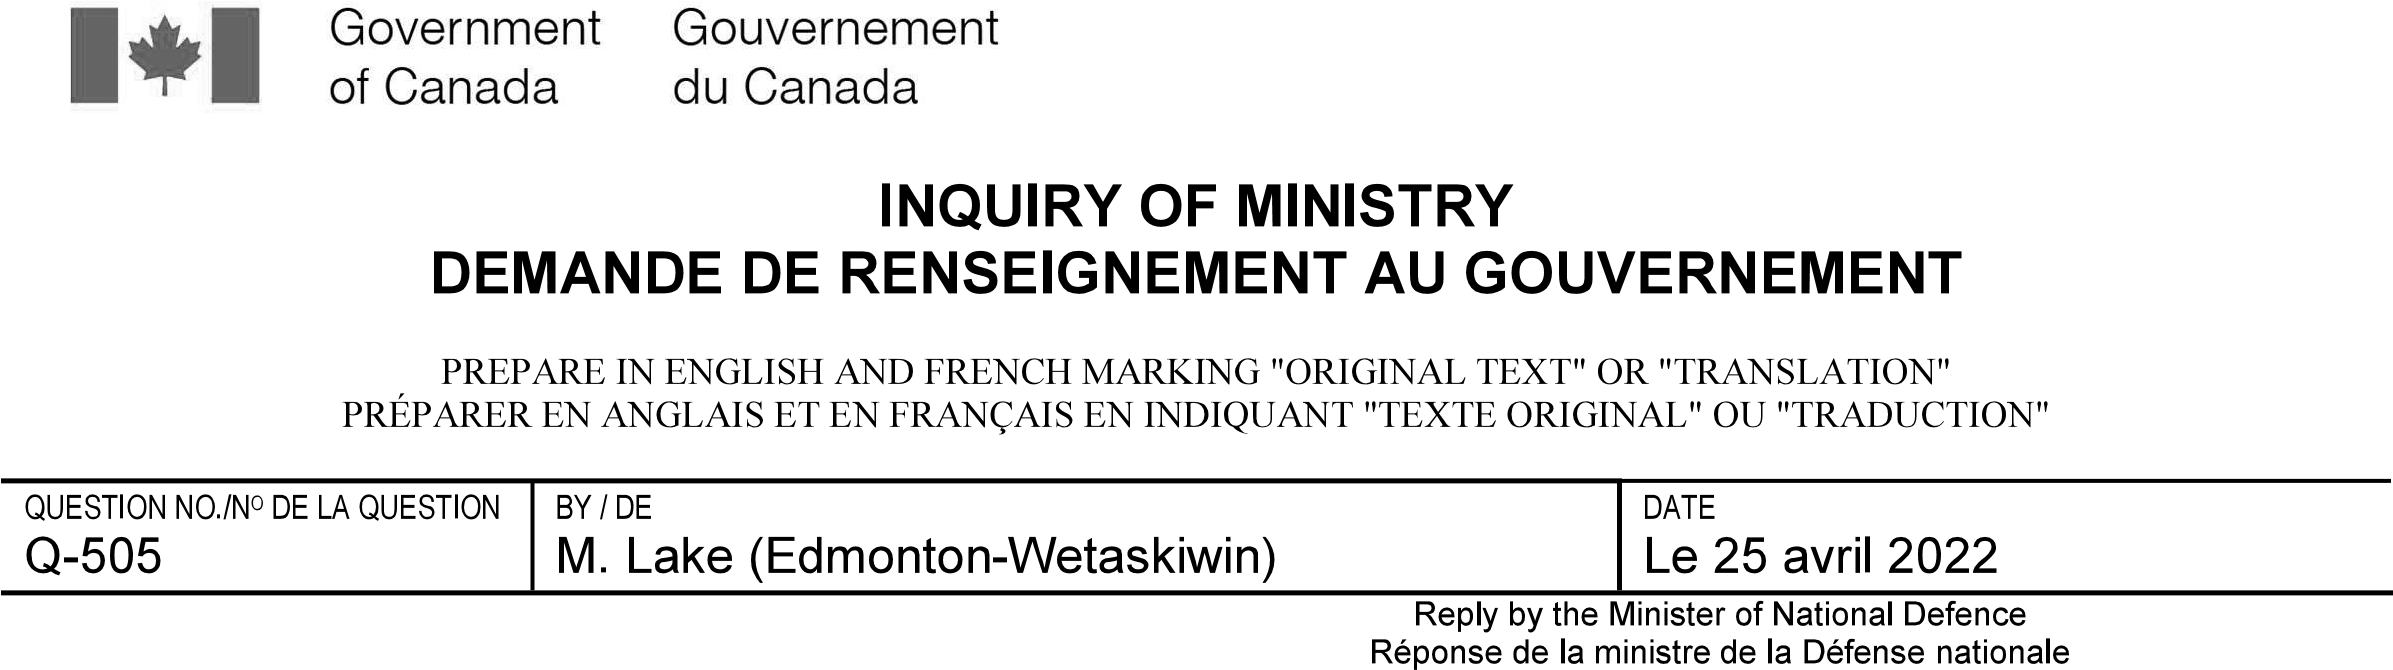 Government Gouvernement
of Canada du Canada
INQUIRY OF MINISTRY
DEMANDE DE RENSEIGNEMENT AU GOUVERNEMENT
PREPARE IN ENGLISH AND FRENCH MARKING "ORIGINAL TEXT" OR "TRANSLATION"
PRÉPARER EN ANGLAIS ET EN FRANÇAIS EN INDIQUANT "TEXTE ORIGINAL" OU "TRADUCTION"
QUESTION NO./Nº DE LA QUESTION BY / DE DATE
Q-505 M. Lake (Edmonton-Wetaskiwin) Le 25 avril 2022
Reply by the Minister of National Defence
Réponse de la ministre de la Défense nationale